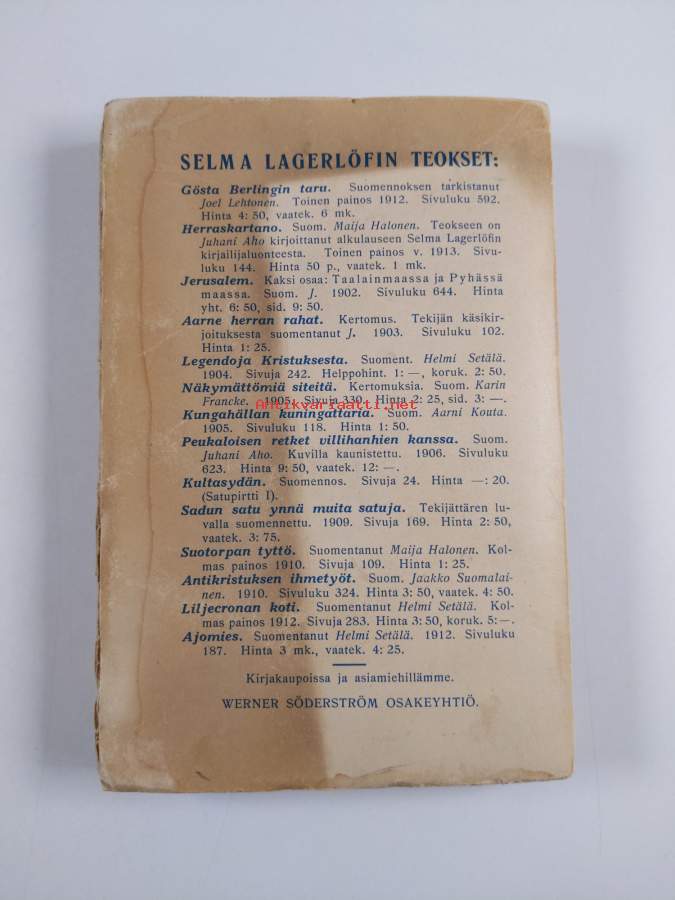 SELMA LAGERLÖFIN TEOKSET:
Gösta Berlingin taru. Suomennoksen tarkistanut
Joel Lehtonen. Toinen painos 1912. Sivuluku 592.
Hinta 4: 50, vaatek. 6 mk.
Herraskartano. Suom. Maija Halonen. Teokseen on
Juhani Aho kirjoittanut alkulauseen Selma Lagerlöfin
kirjailijaluonteesta. Toinen painos v. 1913. Sivu-
luku 144. Hinta 50 p., vaatek. 1 mk.
Jerusalem. Kaksi osaa: Taalainmaassa ja Pyhässä
maassa. Suom. J. 1902. Sivuluku 644. Hinta
yht. 6: 50, sid. 9: 50.
Aarne herran rahat. Kertomus. Tekijän käsikir-
joituksesta suomentanut J. 1903. Sivuluku 102.
Hinta 1: 25.
Legendoja Kristuksesta. Suoment. Helmi Setälä.
1904. Sivuja 242. Helppohint. 1: —, koruk. 2: 50.
Näkymättömiä siteitä. Kertomuksia. Suom. Karin
Francke. 1905. Sivuja 330. Hinta 2: 25, sid. 3: —.
Antikvariaatti.net
Kungahällan kuningattaria. Suom. Aarni Kouta.
1905. Sivuluku 118. Hinta 1: 50.
Peukaloisen retket villihanhien kanssa. Suom.
Juhani Aho. Kuvilla kaunistettu. 1906. Sivuluku
623. Hinta 9: 50, vaatek. 12: —.
Kultasydän. Suomennos. Sivuja 24. Hinta —: 20.
(Satupirtti I).
Sadun satu ynnä muita satuja. Tekijättären lu-
valla suomennettu. 1909. Sivuja 169. Hinta 2: 50,
vaatek. 3: 75.
Suotorpan tyttö. Suomentanut Maija Halonen. Kol-
mas painos 1910. Sivuja 109. Hinta 1: 25.
Antikristuksen ihmetyöt. Suom. Jaakko Suomalai-
nen. 1910. Sivuluku 324. Hinta 3: 50, vaatek. 4: 50.
Liljecronan koti. Suomentanut Helmi Setälä. Kol-
mas painos 1912. Sivuja 283. Hinta 3: 50, koruk. 5: —.
Ajomies. Suomentanut Helmi Setälä. 1912. Sivuluku
187. Hinta 3 mk., vaatek. 4: 25.
Kirjakaupoissa ja asiamiehillämme.
WERNER SÖDERSTRÖM OSAKEYHTIÖ.